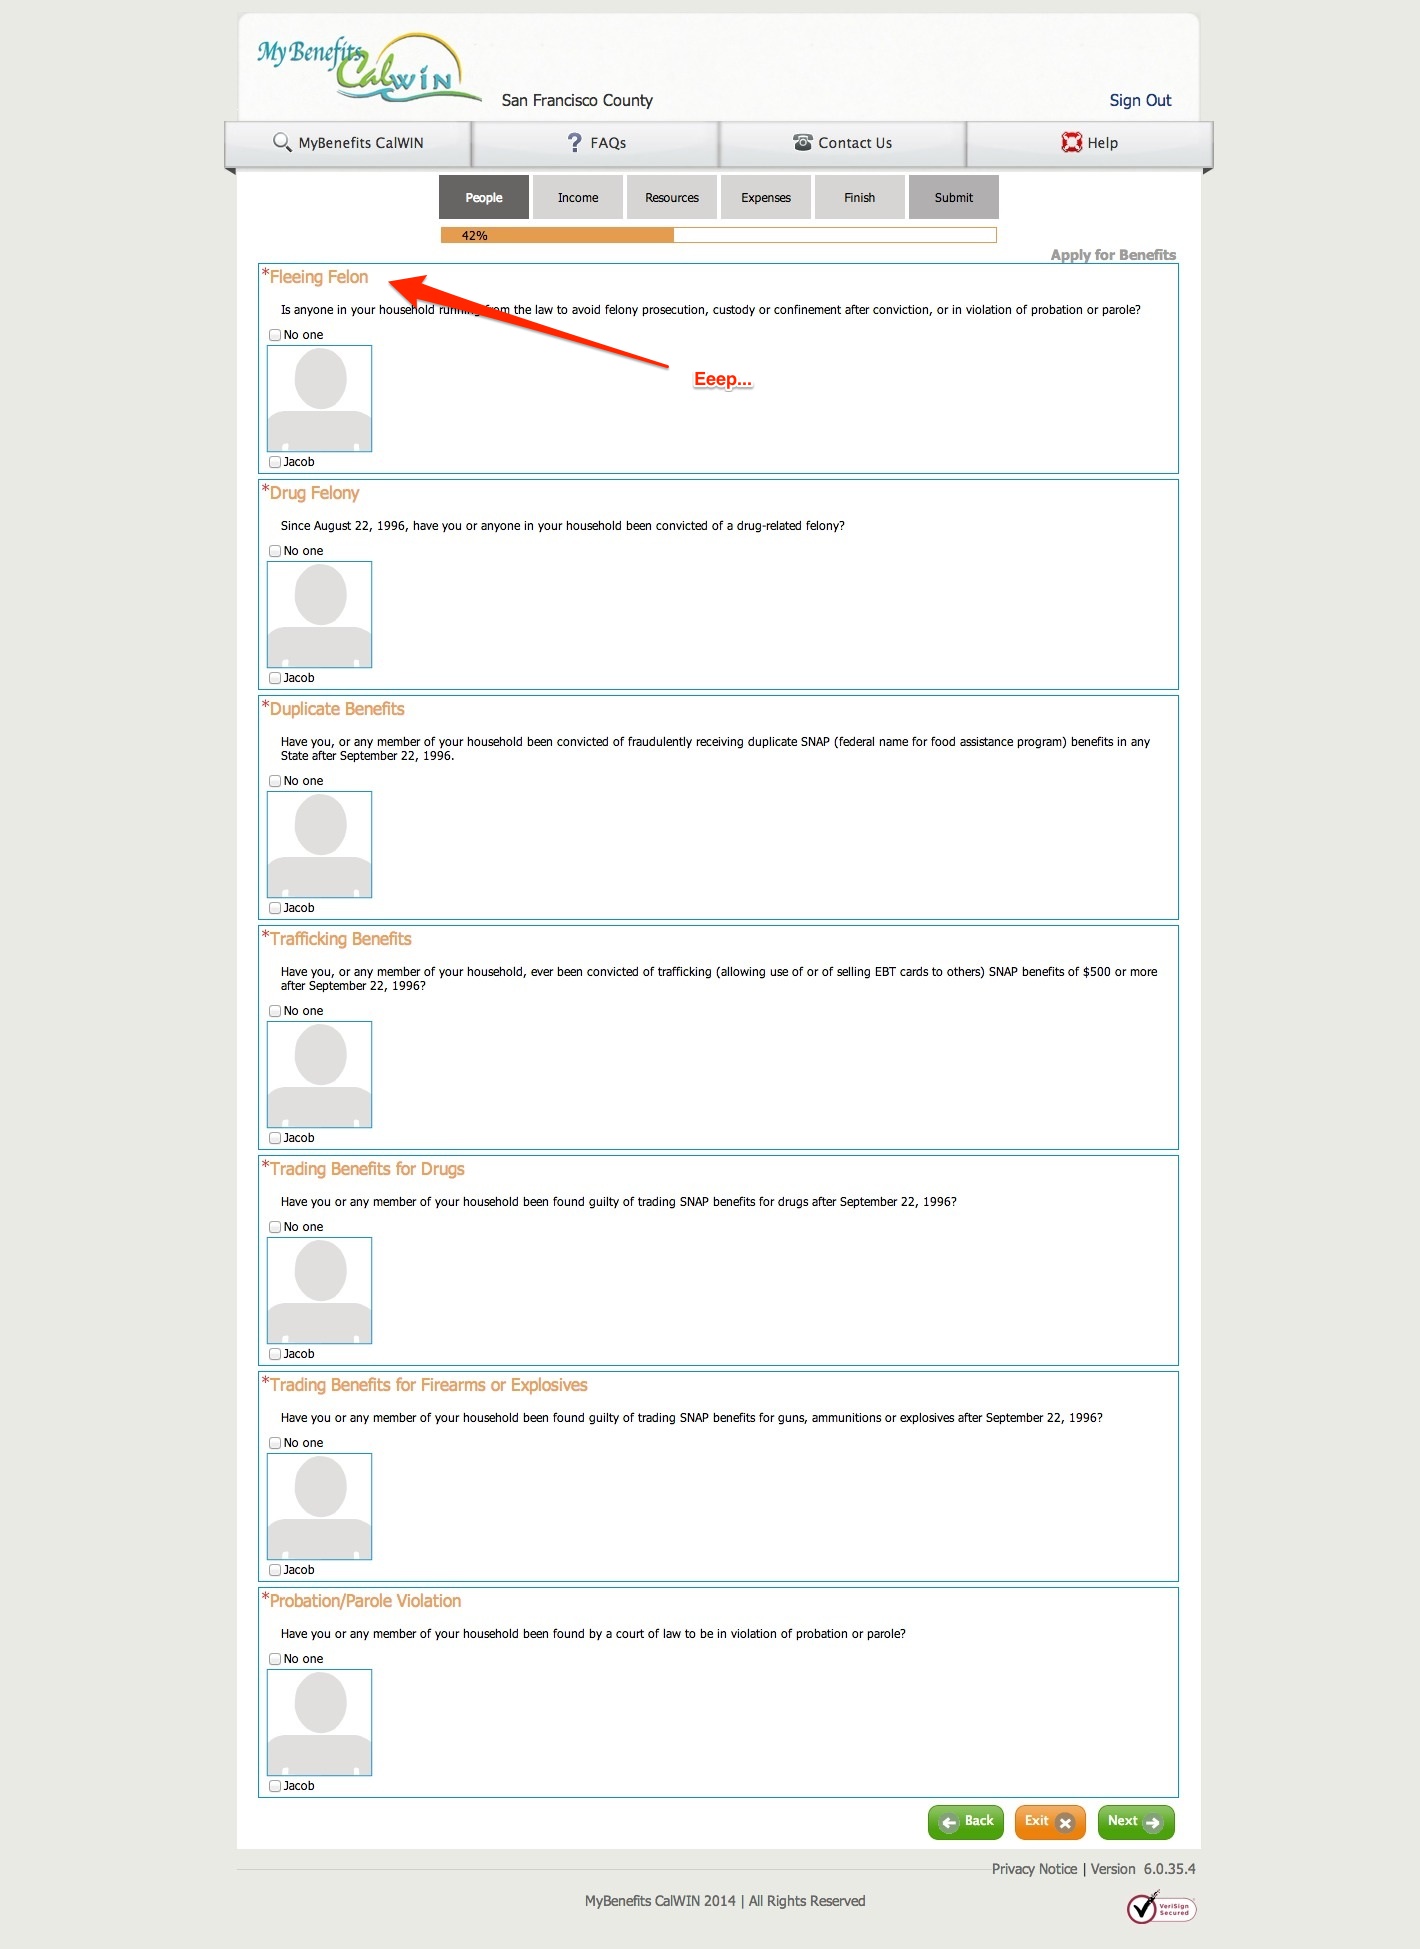 My Benefits
CalWIN
San Francisco County
Sign Out
MyBenefits CalWIN
? FAQs
Contact Us
Help
People
Income
Resources
Expenses
Finish
Submit
42%
Apply for Benefits
*Fleeing Felon
Is anyone in your household running from the law to avoid felony prosecution, custody or confinement after conviction, or in violation of probation or parole?
No one
Eeep...
Jacob
*Drug Felony
Since August 22, 1996, have you or anyone in your household been convicted of a drug-related felony?
No one
Jacob
*Duplicate Benefits
Have you, or any member of your household been convicted of fraudulently receiving duplicate SNAP (federal name for food assistance program) benefits in any
State after September 22, 1996.
No one
Jacob
*Trafficking Benefits
Have you, or any member of your household, ever been convicted of trafficking (allowing use of or of selling EBT cards to others) SNAP benefits of $500 or more
after September 22, 1996?
No one
Jacob
*Trading Benefits for Drugs
Have you or any member of your household been found guilty of trading SNAP benefits for drugs after September 22, 1996?
No one
Jacob
*Trading Benefits for Firearms or Explosives
Have you or any member of your household been found guilty of trading SNAP benefits for guns, ammunitions or explosives after September 22, 1996?
No one
Jacob
*Probation/Parole Violation
Have you or any member of your household been found by a court of law to be in violation of probation or parole?
No one
Jacob
Back
Exit
Next
Privacy Notice | Version 6.0.35.4
MyBenefits CalWIN 2014 | All Rights Reserved
VeriSign
Secured